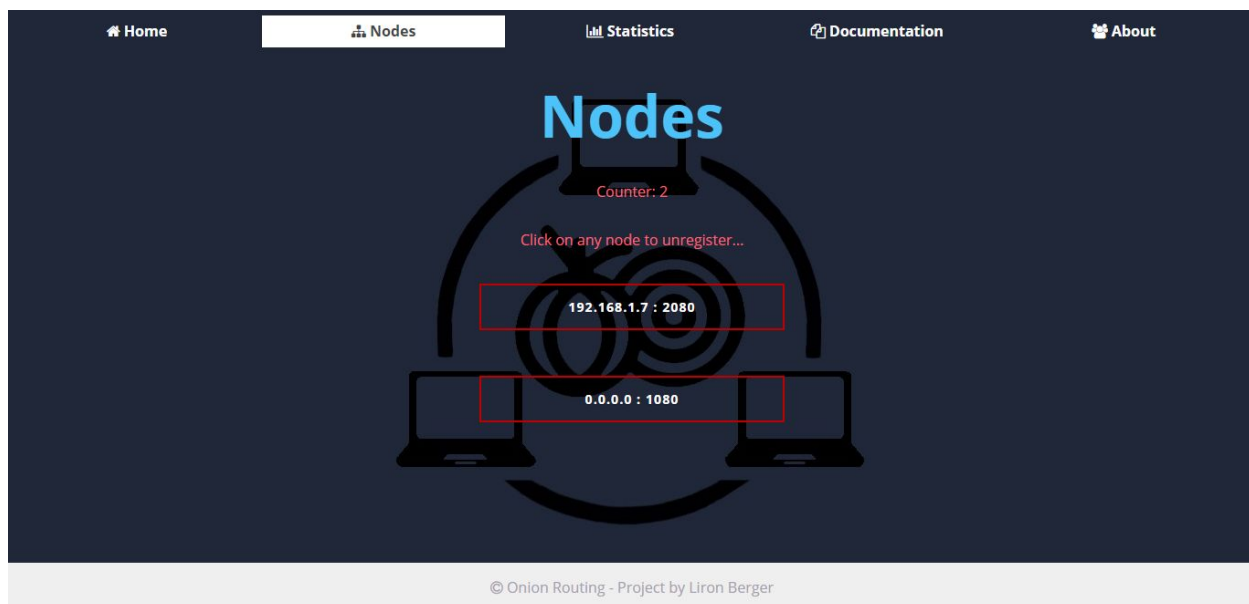 Home Nodes Statistics Documentation About
Nodes
Counter: 2
Click on any node to unregister...
192.168.1.7 : 2080
0.0.0.0 : 1080
© Onion Routing - Project by Liron Berger